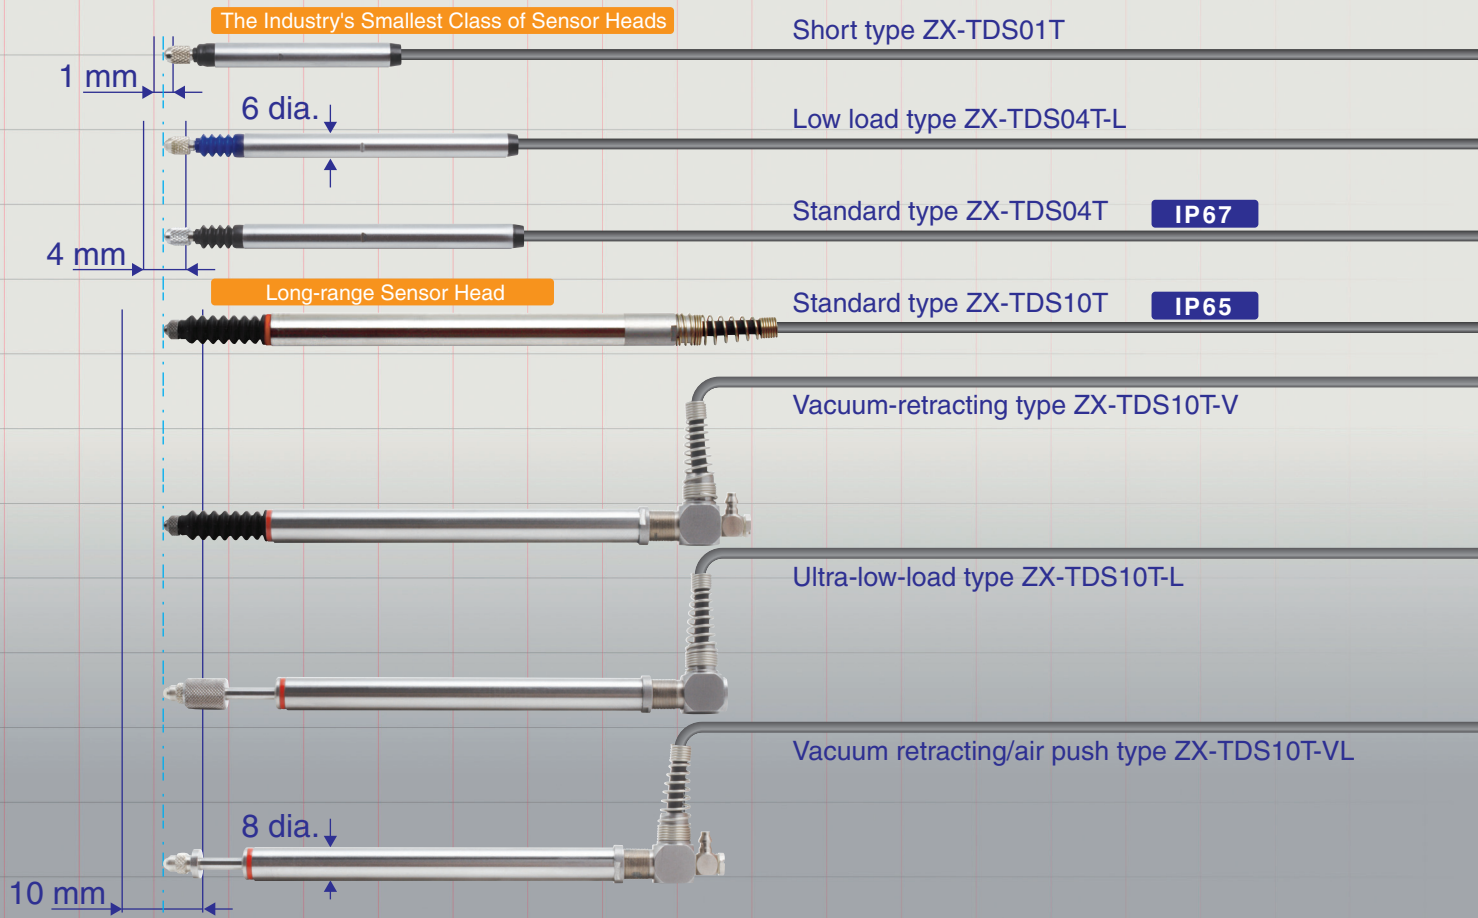 The Industry's Smallest Class of Sensor Heads
Short type ZX-TDS01T
1 mm
6 dia.
Low load type ZX-TDS04T-L
Standard type ZX-TDS04T
IP67
4 mm
Long-range Sensor Head
Standard type ZX-TDS10T
IP65
Vacuum-retracting type ZX-TDS10T-V
Ultra-low-load type ZX-TDS10T-L
Vacuum retracting/air push type ZX-TDS10T-VL
8 dia.
10 mm